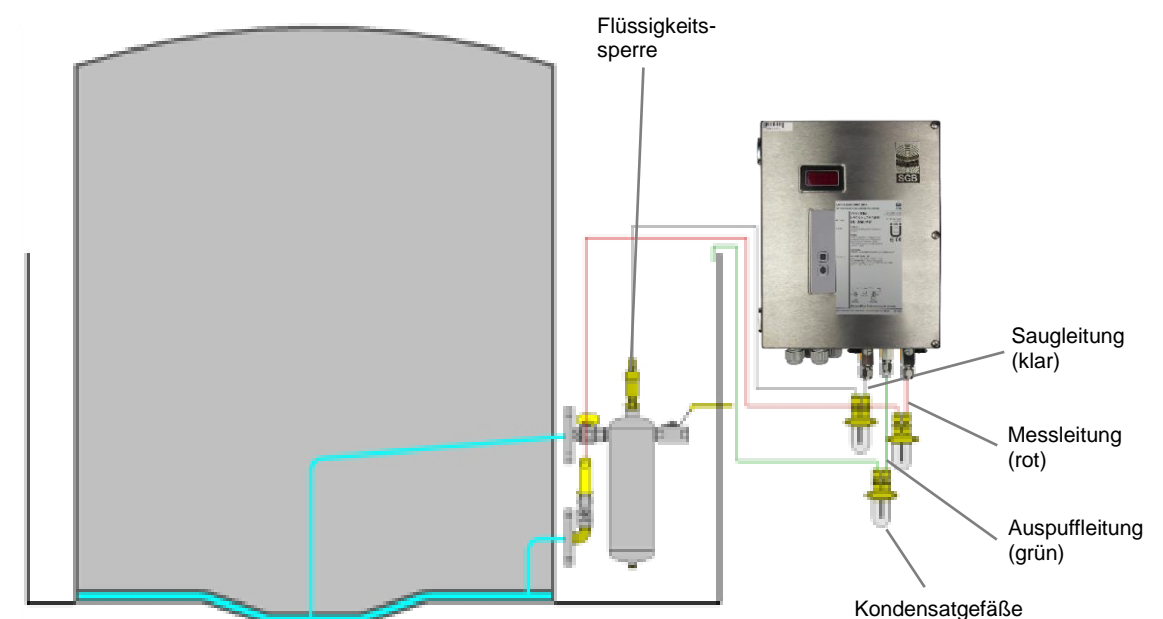 Flüssigkeits-
sperre
SGB
Saugleitung
(klar)
Messleitung
(rot)
Auspuffleitung
(grün)
Kondensatgefäße